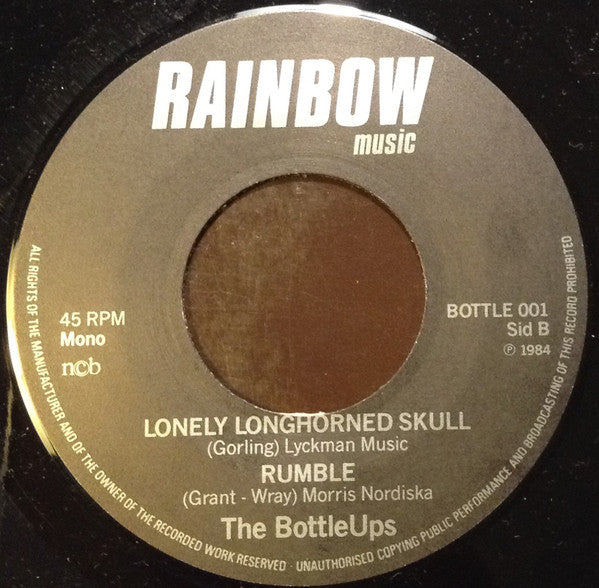 RAINBOW
music
45 RPM
Mono
ncb
BOTTLE 001
Sid B
℗ 1984
LONELY LONGHORNED SKULL
(Gorling) Lyckman Music
RUMBLE
(Grant - Wray) Morris Nordiska
The BottleUps
ALL RIGHTS OF THE MANUFACTURER AND OF THE OWNER OF THE RECORDED WORK RESERVED · UNAUTHORISED COPYING PUBLIC PERFORMANCE AND BROADCASTING OF THIS RECORD PROHIBITED